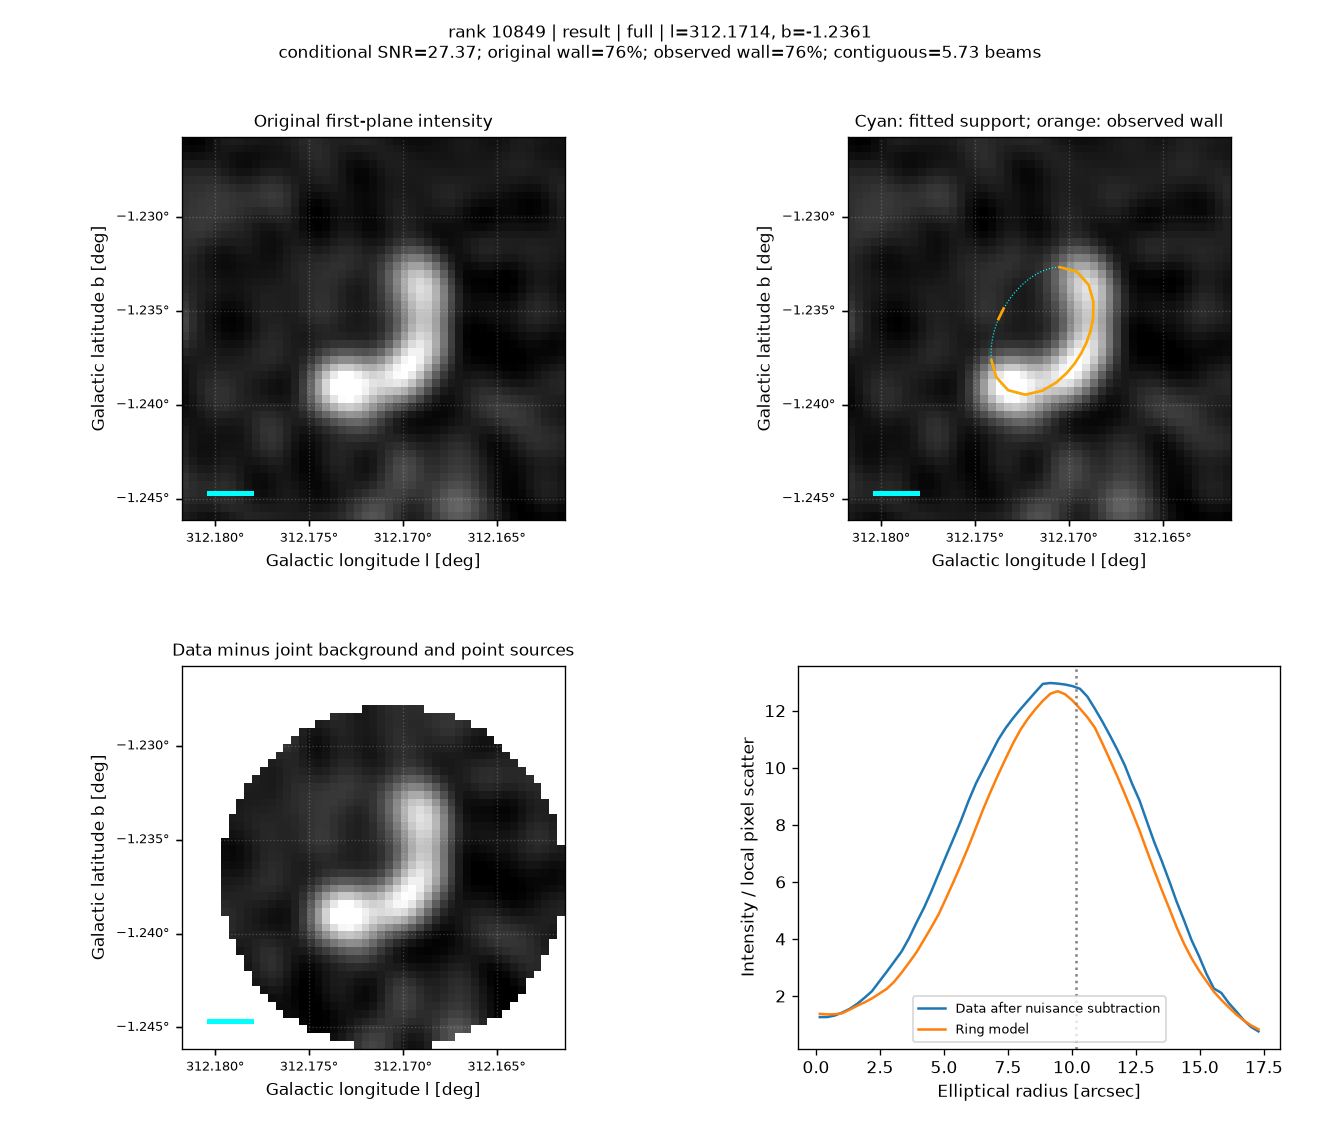 rank 10849 | result | full | l=312.1714, b=-1.2361
conditional SNR=27.37; original wall=76%; observed wall=76%; contiguous=5.73 beams
Original first-plane intensity
−1.230°
−1.235°
−1.240°
−1.245°
312.180° 312.175° 312.170° 312.165°
Galactic longitude l [deg]
Galactic latitude b [deg]
Cyan: fitted support; orange: observed wall
−1.230°
−1.235°
−1.240°
−1.245°
312.180° 312.175° 312.170° 312.165°
Galactic longitude l [deg]
Galactic latitude b [deg]
Data minus joint background and point sources
−1.230°
−1.235°
−1.240°
−1.245°
312.180° 312.175° 312.170° 312.165°
Galactic longitude l [deg]
Galactic latitude b [deg]
12
10
8
6
4
2
0.0 2.5 5.0 7.5 10.0 12.5 15.0 17.5
Elliptical radius [arcsec]
Intensity / local pixel scatter
Data after nuisance subtraction
Ring model